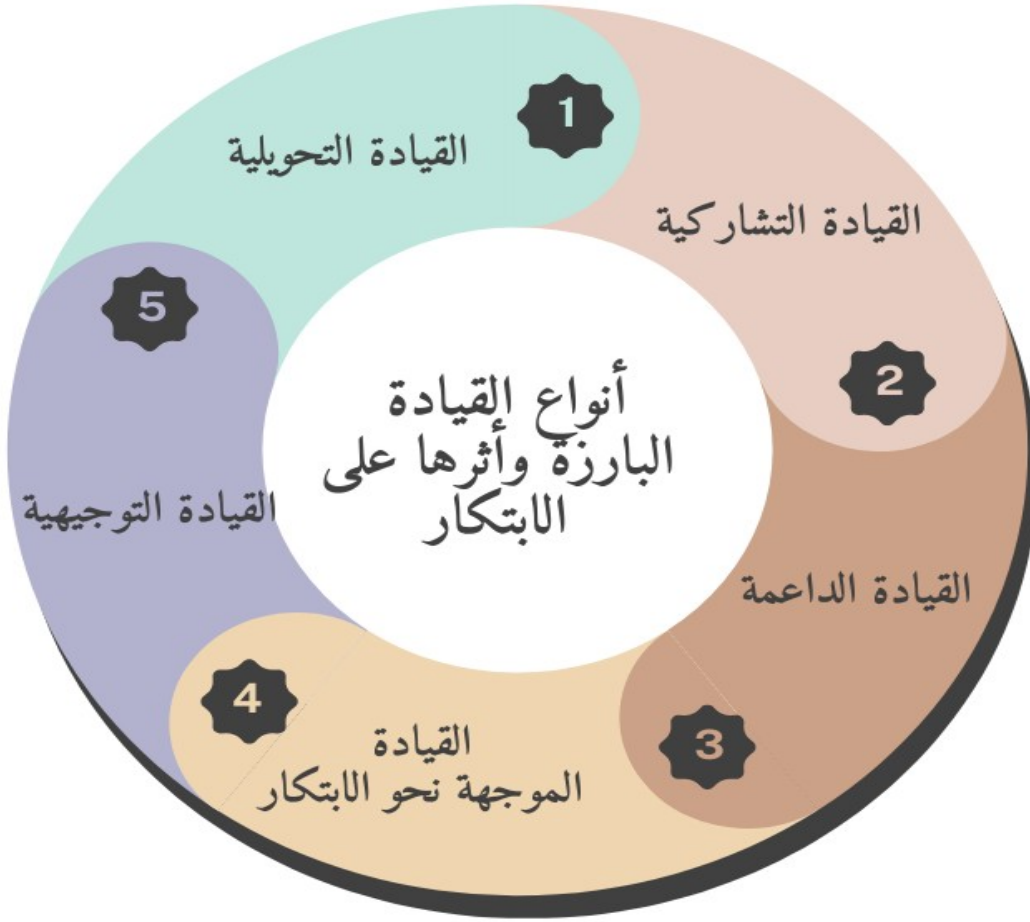 أنواع القيادة
البارزة وأثرها على
الابتكار
1
القيادة التحويلية
2
القيادة التشاركية
3
القيادة الداعمة
4
القيادة
الموجهة نحو الابتكار
5
القيادة التوجيهية